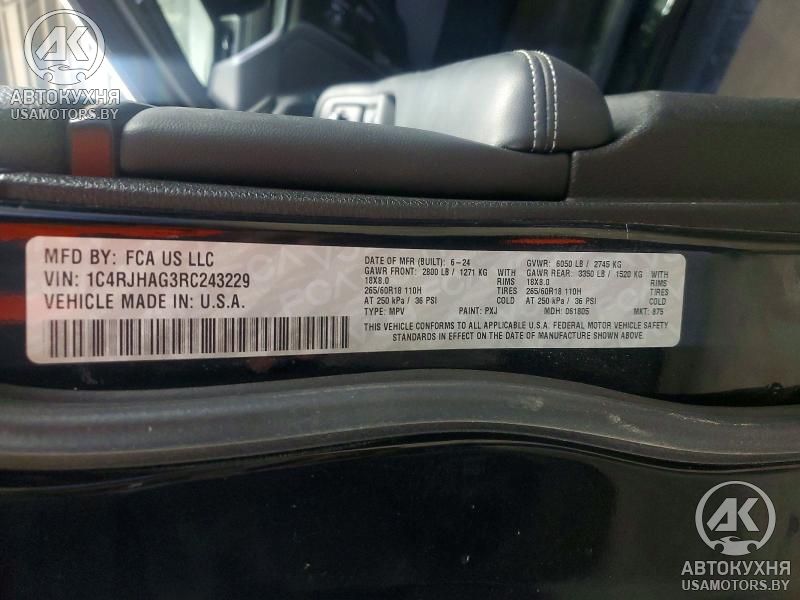 AK
АВТОКУХНЯ
USAMOTORS.BY
MFD BY: FCA US LLC
VIN: 1C4RJHAG3RC243229
VEHICLE MADE IN: U.S.A.
DATE OF MFR (BUILT): 6-24 GVWR: 6050 LB / 2745 KG
GAWR FRONT: 2800 LB / 1271 KG GAWR REAR: 3350 LB / 1520 KG
18X8.0 RIMS 18X8.0 RIMS
265/60R18 110H TIRES 265/60R18 110H TIRES
AT 250 kPa / 36 PSI COLD AT 250 kPa / 36 PSI COLD
TYPE: MPV PAINT: PXJ MDH: 061805 MKT: 875
THIS VEHICLE CONFORMS TO ALL APPLICABLE U.S.A. FEDERAL MOTOR VEHICLE SAFETY
STANDARDS IN EFFECT ON THE DATE OF MANUFACTURE SHOWN ABOVE.
AK
АВТОКУХНЯ
USAMOTORS.BY